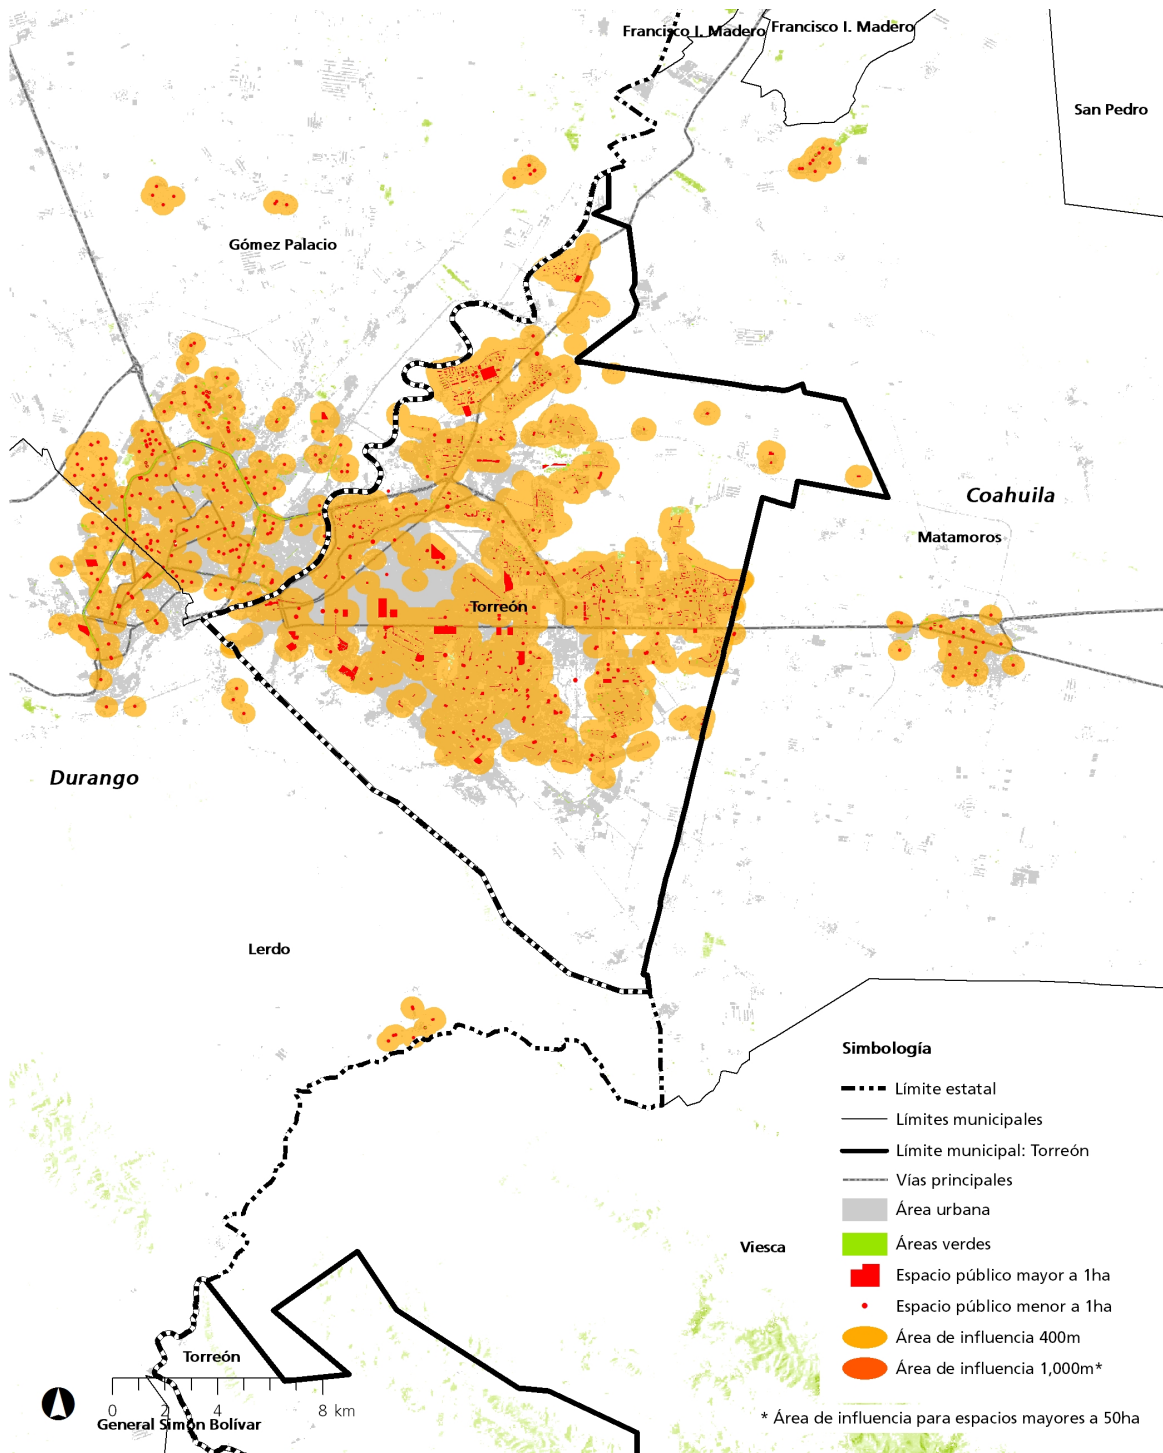 Francisco I. Madero
Francisco I. Madero
San Pedro
Gómez Palacio
Coahuila
Matamoros
Torreón
Durango
Lerdo
Simbología
Límite estatal
Límites municipales
Límite municipal: Torreón
Vías principales
Área urbana
Áreas verdes
Espacio público mayor a 1ha
Espacio público menor a 1ha
Área de influencia 400m
Área de influencia 1,000m*
Viesca
Torreón
0 2 4 8 km
General Simón Bolívar
* Área de influencia para espacios mayores a 50ha